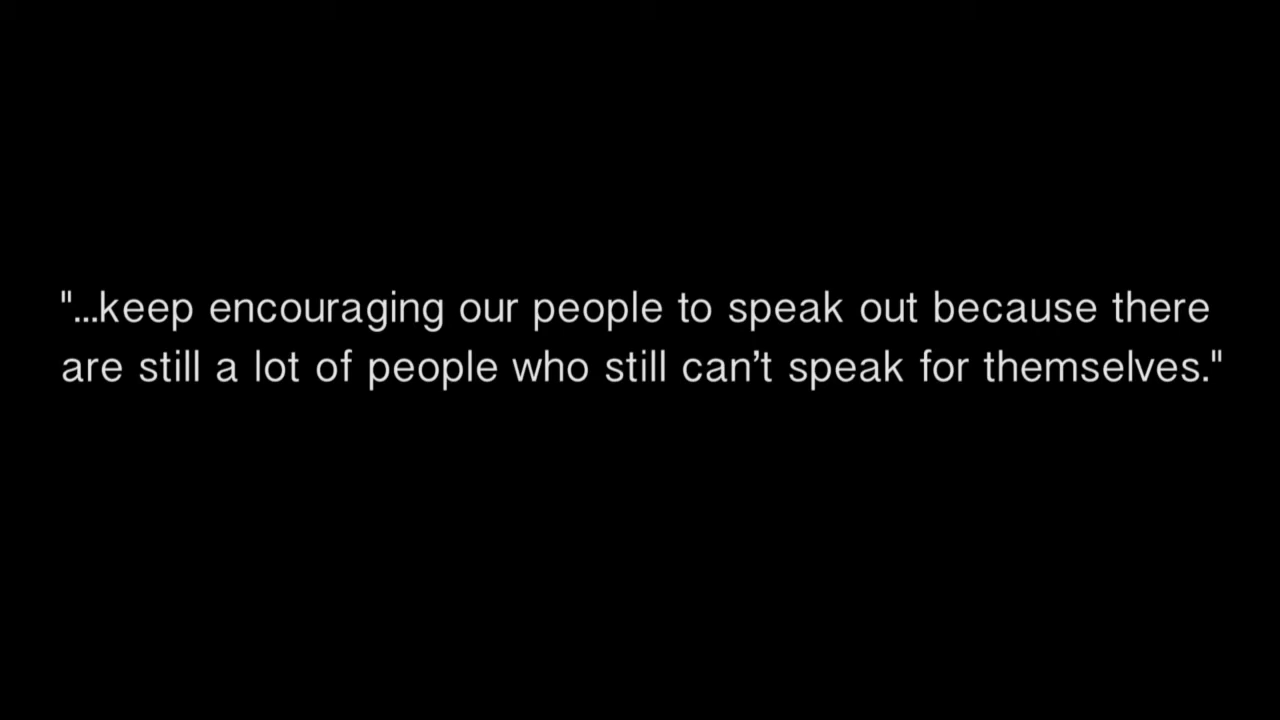 "...keep encouraging our people to speak out because there
are still a lot of people who still can’t speak for themselves."